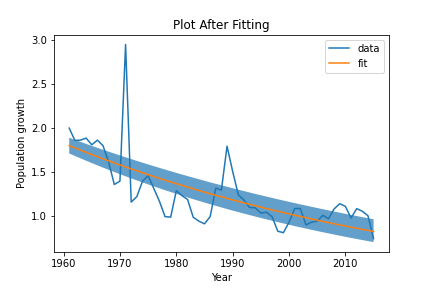 Plot After Fitting
3.0
2.5
2.0
1.5
1.0
Population growth
data
fit
1960 1970 1980 1990 2000 2010
Year